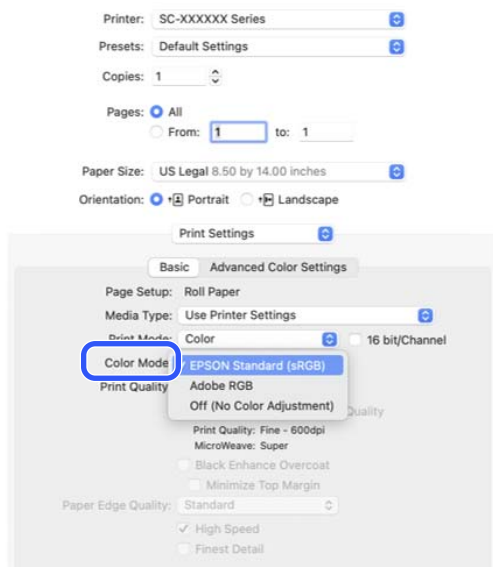 Printer: SC-XXXXXX Series
Presets: Default Settings
Copies: 1
Pages: All
From: 1 to: 1
Paper Size: US Legal 8.50 by 14.00 inches
Orientation: Portrait Landscape
Print Settings
Basic Advanced Color Settings
Page Setup: Roll Paper
Media Type: Use Printer Settings
Print Mode: Color 16 bit/Channel
Color Mode ✓ EPSON Standard (sRGB)
Print Quality Adobe RGB
Off (No Color Adjustment)
Quality
Print Quality: Fine - 600dpi
MicroWeave: Super
Black Enhance Overcoat
Minimize Top Margin
Paper Edge Quality: Standard
✓ High Speed
Finest Detail